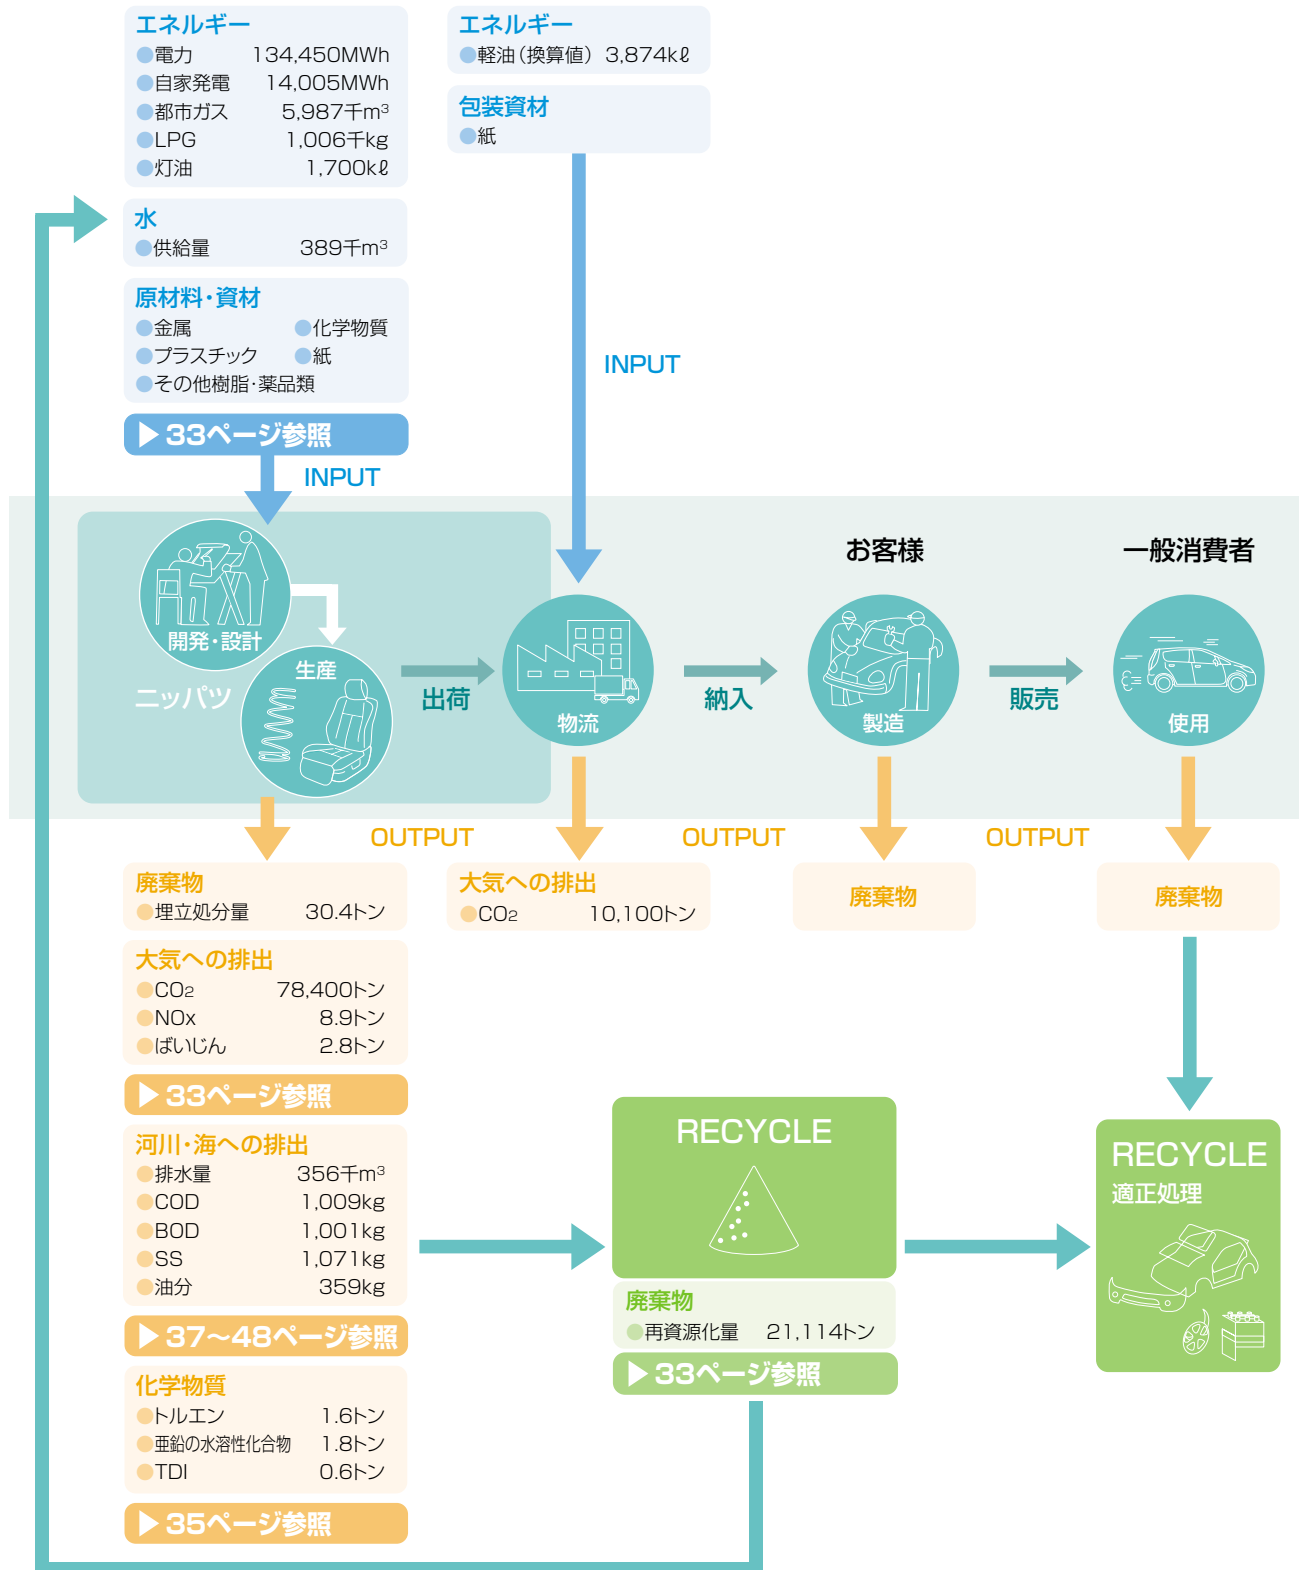 エネルギー
●電力 134,450MWh
●自家発電 14,005MWh
●都市ガス 5,987千m³
●LPG 1,006千kg
●灯油 1,700kℓ
水
●供給量 389千m³
原材料・資材
●金属 ●化学物質
●プラスチック ●紙
●その他樹脂・薬品類
▶33ページ参照
INPUT
エネルギー
●軽油（換算値） 3,874kℓ
包装資材
●紙
INPUT
開発・設計
ニッパツ
生産
出荷
物流
納入
お客様
製造
販売
一般消費者
使用
OUTPUT
OUTPUT
OUTPUT
廃棄物
●埋立処分量 30.4トン
大気への排出
●CO₂ 78,400トン
●NOx 8.9トン
●ばいじん 2.8トン
▶33ページ参照
河川・海への排出
●排水量 356千m³
●COD 1,009kg
●BOD 1,001kg
●SS 1,071kg
●油分 359kg
▶37～48ページ参照
化学物質
●トルエン 1.6トン
●亜鉛の水溶性化合物 1.8トン
●TDI 0.6トン
▶35ページ参照
大気への排出
●CO₂ 10,100トン
廃棄物
廃棄物
RECYCLE
廃棄物
●再資源化量 21,114トン
▶33ページ参照
RECYCLE
適正処理